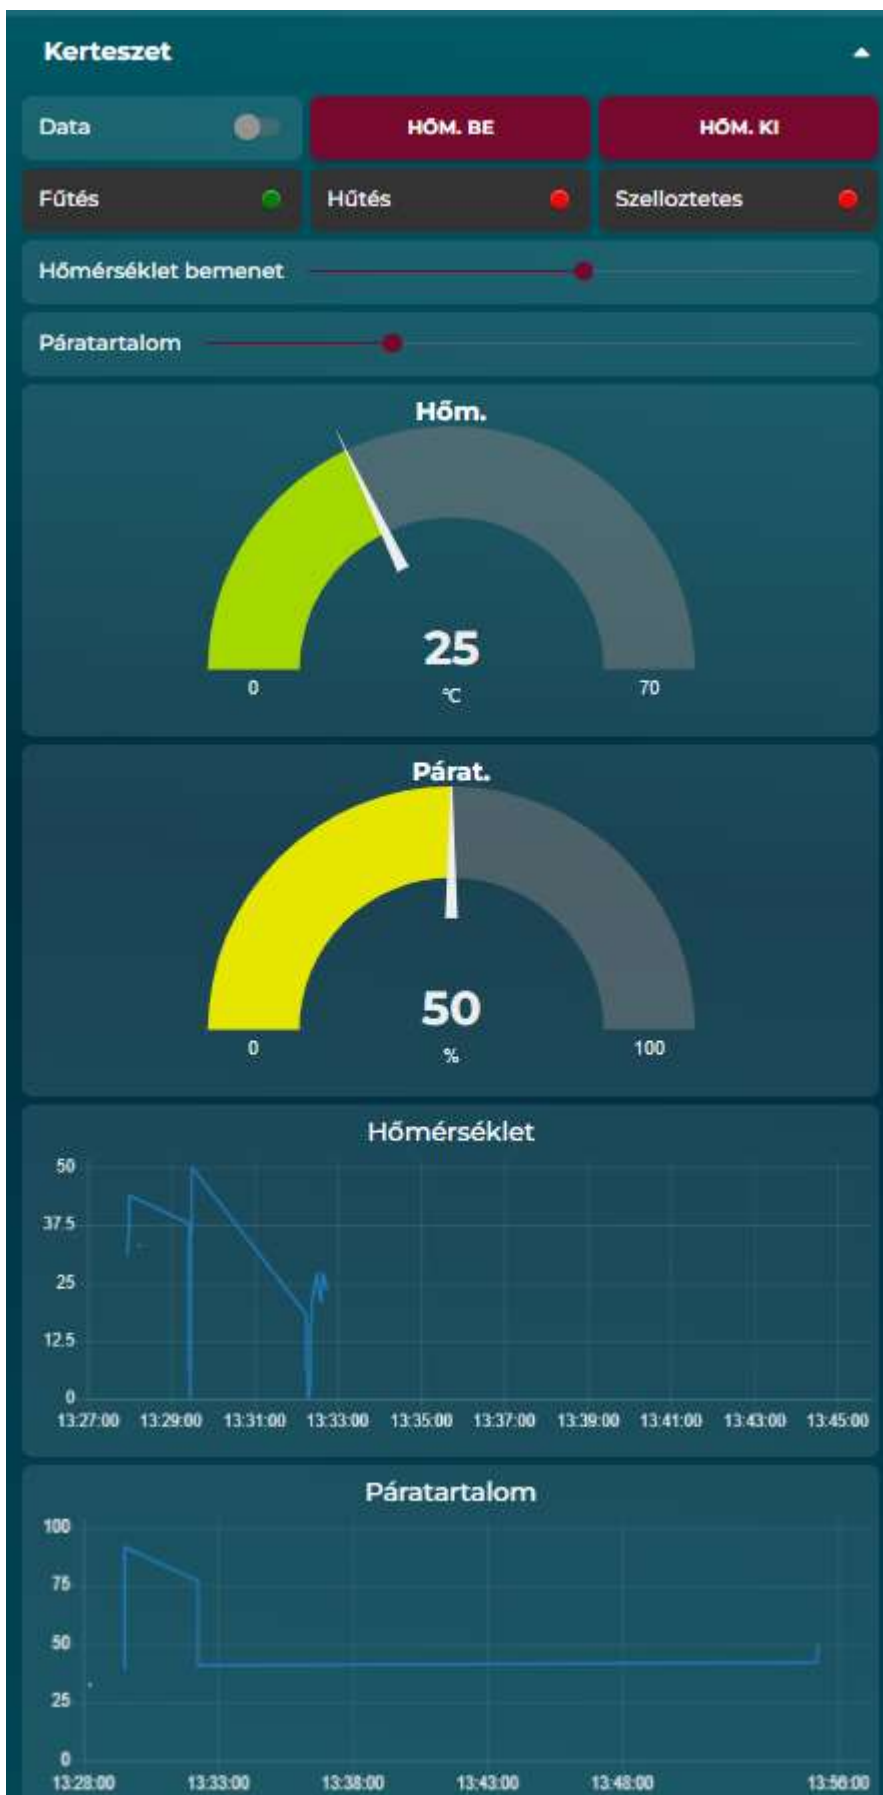 Kerteszet
Data HŐM. BE HŐM. KI
Fűtés Hűtés Szelloztetes
Hőmérséklet bemenet
Páratartalom
Hőm.
25
0 °C 70
Párat.
50
0 % 100
Hőmérséklet
50
37.5
25
12.5
0
13:27:00 13:29:00 13:31:00 13:33:00 13:35:00 13:37:00 13:39:00 13:41:00 13:43:00 13:45:00
Páratartalom
100
75
50
25
0
13:28:00 13:33:00 13:38:00 13:43:00 13:48:00 13:56:00